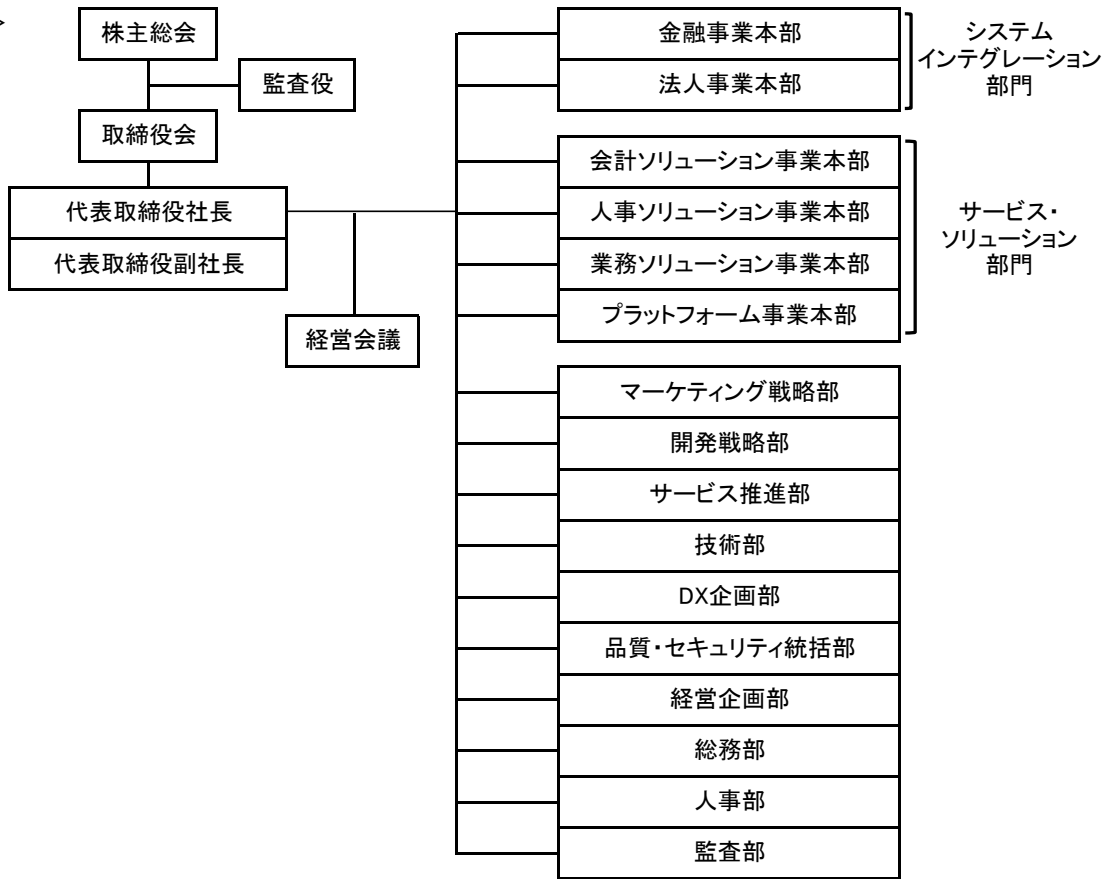 株主総会
監査役
取締役会
代表取締役社長
代表取締役副社長
経営会議
金融事業本部
法人事業本部
システム
インテグレーション
部門
会計ソリューション事業本部
人事ソリューション事業本部
業務ソリューション事業本部
プラットフォーム事業本部
サービス・
ソリューション
部門
マーケティング戦略部
開発戦略部
サービス推進部
技術部
DX企画部
品質・セキュリティ統括部
経営企画部
総務部
人事部
監査部